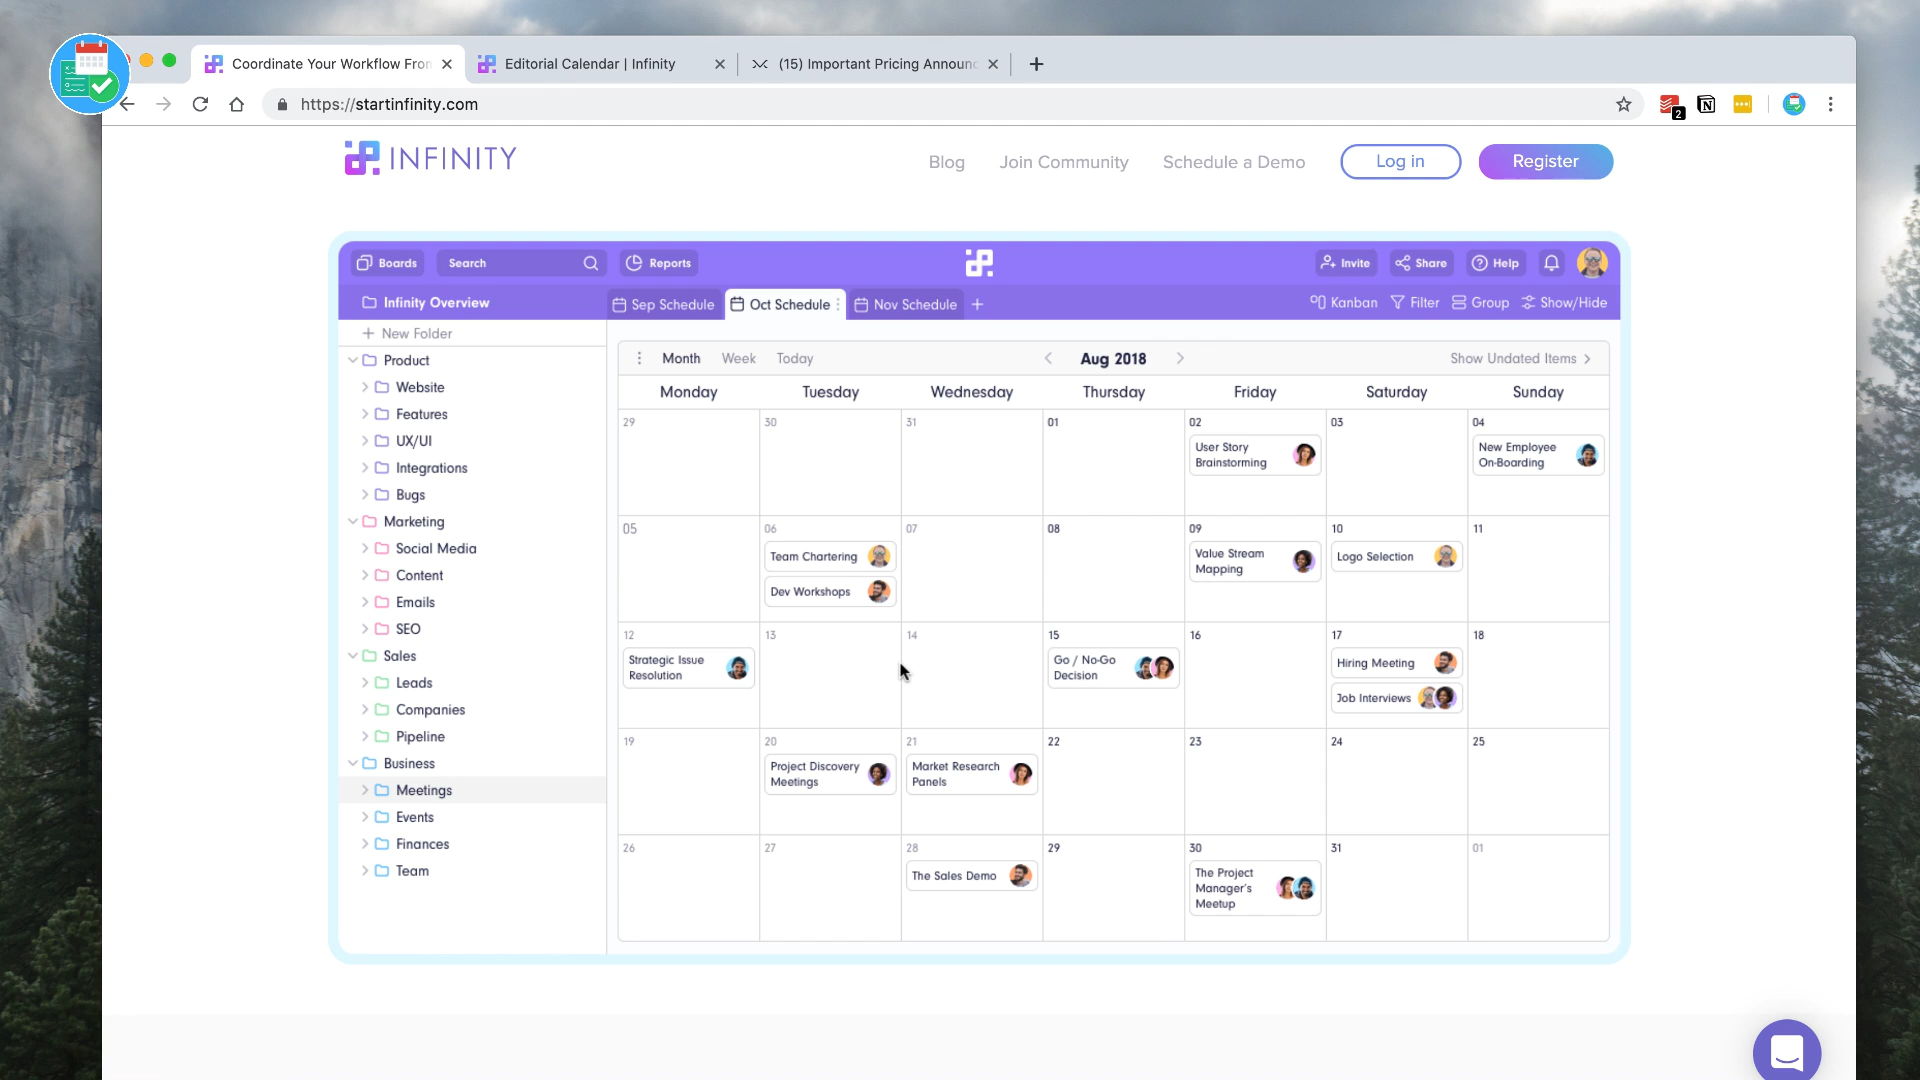 Coordinate Your Workflow Fron
Editorial Calendar | Infinity
(15) Important Pricing Announc
https://startinfinity.com
2
INFINITY
Blog
Join Community
Schedule a Demo
Log in
Register
Boards
Search
Reports
Invite
Share
Help
Infinity Overview
Sep Schedule
Oct Schedule
Nov Schedule
Kanban
Filter
Group
Show/Hide
New Folder
Product
Website
Features
UX/UI
Integrations
Bugs
Marketing
Social Media
Content
Emails
SEO
Sales
Leads
Companies
Pipeline
Business
Meetings
Events
Finances
Team
Month
Week
Today
Aug 2018
Show Undated Items
Monday
Tuesday
Wednesday
Thursday
Friday
Saturday
Sunday
29
30
31
01
02
User Story
Brainstorming
03
04
New Employee
On-Boarding
05
06
Team Chartering
Dev Workshops
07
08
09
Value Stream
Mapping
10
Logo Selection
11
12
Strategic Issue
Resolution
13
14
15
Go / No-Go
Decision
16
17
Hiring Meeting
Job Interviews
18
19
20
Project Discovery
Meetings
21
Market Research
Panels
22
23
24
25
26
27
28
The Sales Demo
29
30
The Project
Manager's
Meetup
31
01